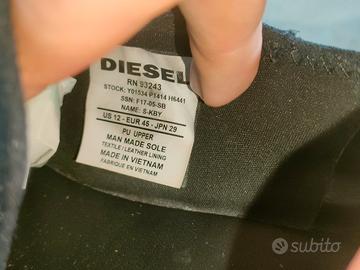 DIESEL
RN 93243
STOCK: Y01534 P1414 H6441
SSN: F17-05-SB
NAME: S-KBY
US 12 - EUR 45 - JPN 29
PU UPPER
MAN MADE SOLE
TEXTILE / LEATHER LINING
MADE IN VIETNAM
FABRIQUE EN VIETNAM
subito